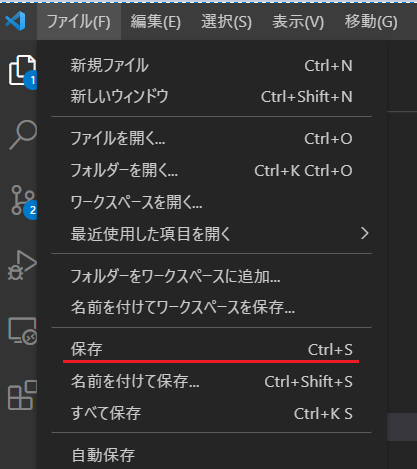 ファイル(F) 編集(E) 選択(S) 表示(V) 移動(G)
新規ファイル Ctrl+N
新しいウィンドウ Ctrl+Shift+N
ファイルを開く... Ctrl+O
フォルダーを開く... Ctrl+K Ctrl+O
ワークスペースを開く...
最近使用した項目を開く
フォルダーをワークスペースに追加...
名前を付けてワークスペースを保存...
保存 Ctrl+S
名前を付けて保存... Ctrl+Shift+S
すべて保存 Ctrl+K S
自動保存
1
2